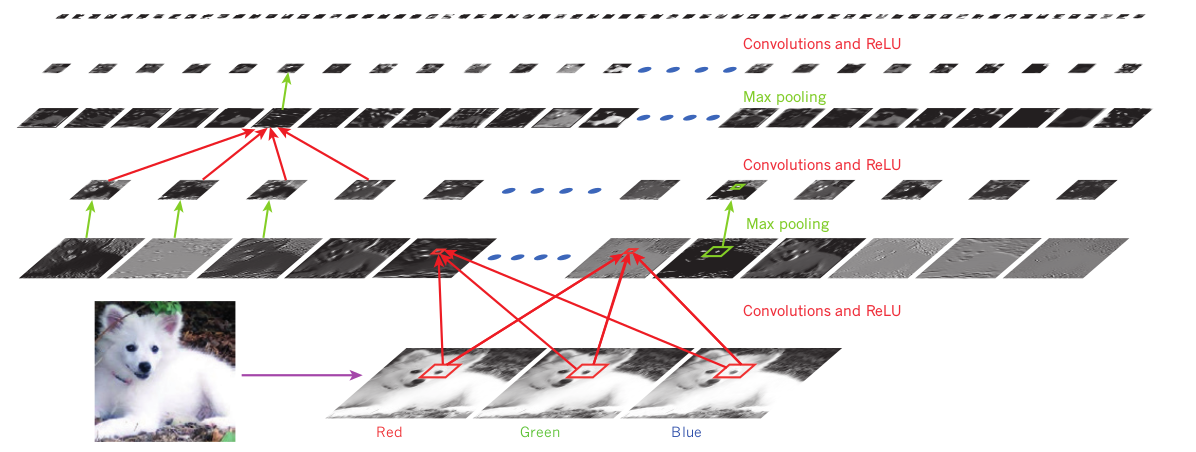 Convolutions and ReLU
Max pooling
Convolutions and ReLU
Max pooling
Convolutions and ReLU
Red
Green
Blue